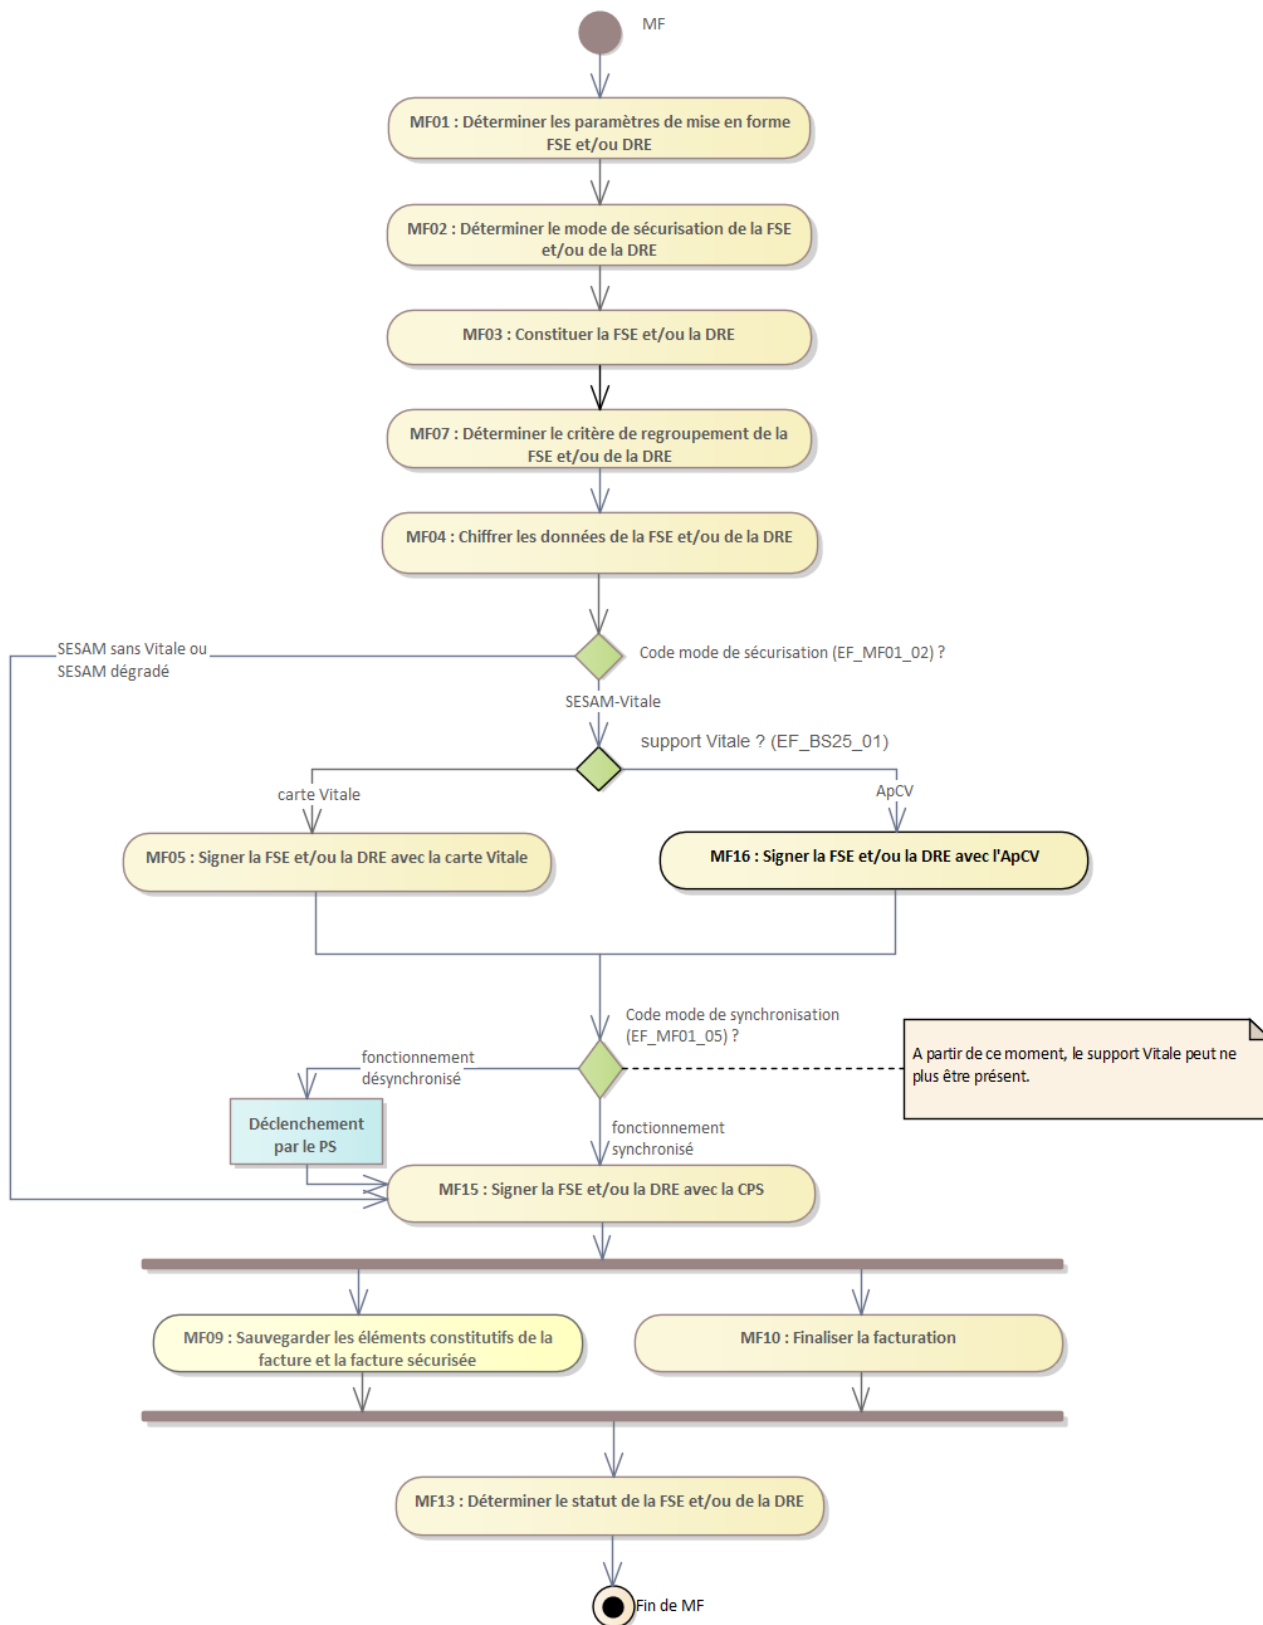 MF
MF01 : Déterminer les paramètres de mise en forme
FSE et/ou DRE
MF02 : Déterminer le mode de sécurisation de la FSE
et/ou de la DRE
MF03 : Constituer la FSE et/ou la DRE
MF07 : Déterminer le critère de regroupement de la
FSE et/ou de la DRE
MF04 : Chiffrer les données de la FSE et/ou de la DRE
SESAM sans Vitale ou
SESAM dégradé
Code mode de sécurisation (EF_MF01_02) ?
SESAM-Vitale
support Vitale ? (EF_BS25_01)
carte Vitale
ApCV
MF05 : Signer la FSE et/ou la DRE avec la carte Vitale
MF16 : Signer la FSE et/ou la DRE avec l'ApCV
Code mode de synchronisation
(EF_MF01_05) ?
A partir de ce moment, le support Vitale peut ne
plus être présent.
fonctionnement
désynchronisé
Déclenchement
par le PS
fonctionnement
synchronisé
MF15 : Signer la FSE et/ou la DRE avec la CPS
MF09 : Sauvegarder les éléments constitutifs de la
facture et la facture sécurisée
MF10 : Finaliser la facturation
MF13 : Déterminer le statut de la FSE et/ou de la DRE
Fin de MF